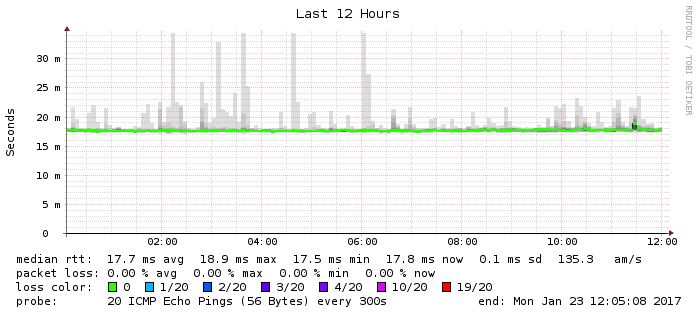 Last 12 Hours
RRDTOOL / TOBI OETIKER
Seconds
30 m
25 m
20 m
15 m
10 m
5 m
0
02:00 04:00 06:00 08:00 10:00 12:00
median rtt: 17.7 ms avg 18.9 ms max 17.5 ms min 17.8 ms now 0.1 ms sd 135.3 am/s
packet loss: 0.00 % avg 0.00 % max 0.00 % min 0.00 % now
loss color: 0 1/20 2/20 3/20 4/20 10/20 19/20
probe: 20 ICMP Echo Pings (56 Bytes) every 300s end: Mon Jan 23 12:05:08 2017